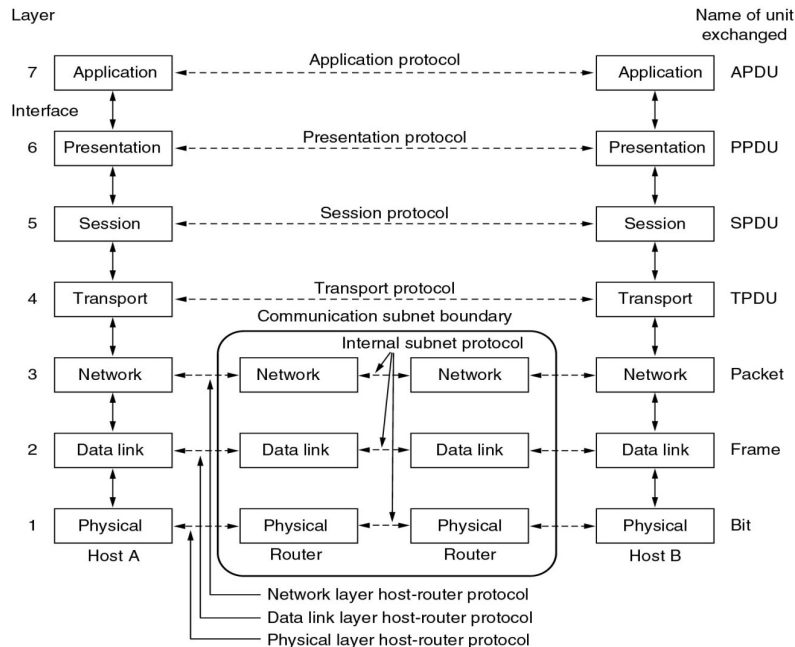 Layer
Name of unit
exchanged
7
Application
Application protocol
Application
APDU
Interface
6
Presentation
Presentation protocol
Presentation
PPDU
5
Session
Session protocol
Session
SPDU
4
Transport
Transport protocol
Transport
TPDU
Communication subnet boundary
Internal subnet protocol
3
Network
Network
Network
Network
Packet
2
Data link
Data link
Data link
Data link
Frame
1
Physical
Physical
Physical
Physical
Bit
Host A
Router
Router
Host B
Network layer host-router protocol
Data link layer host-router protocol
Physical layer host-router protocol